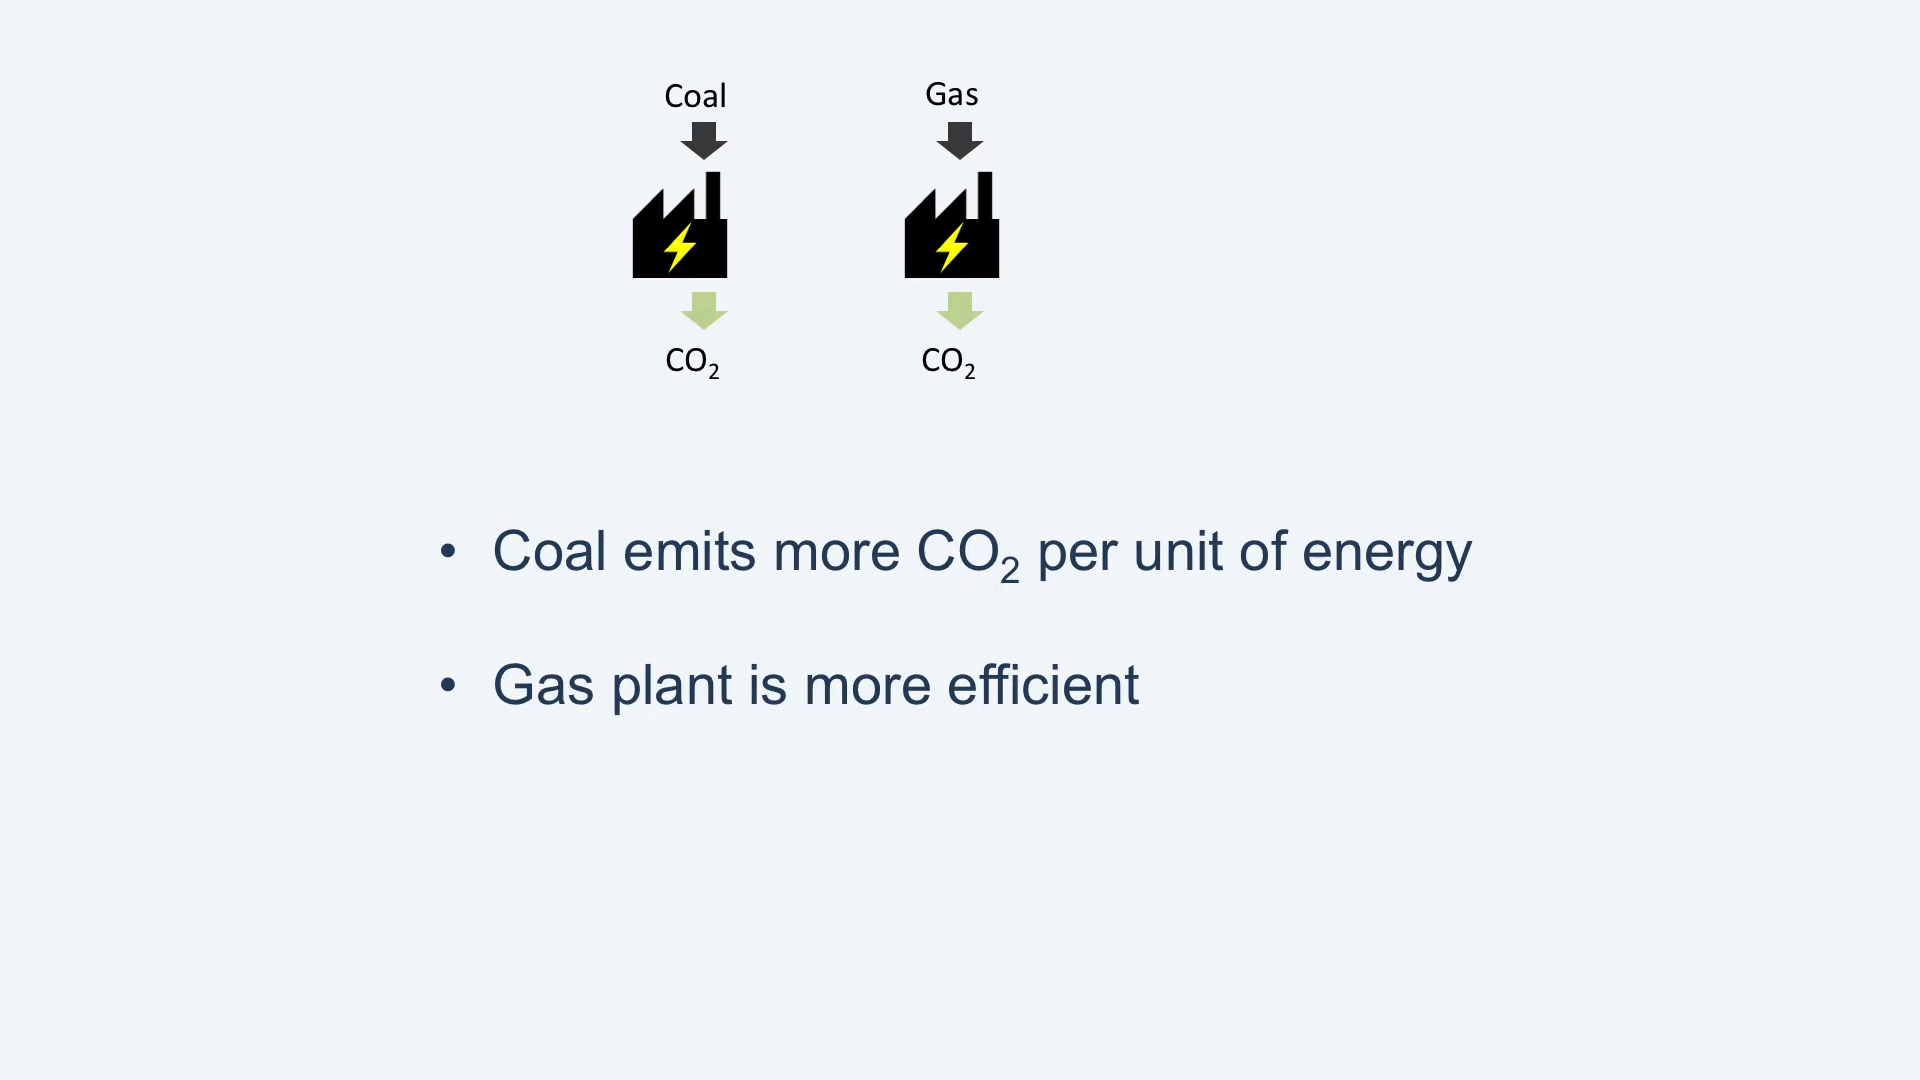 Coal Gas
CO₂ CO₂
• Coal emits more CO₂ per unit of energy
• Gas plant is more efficient